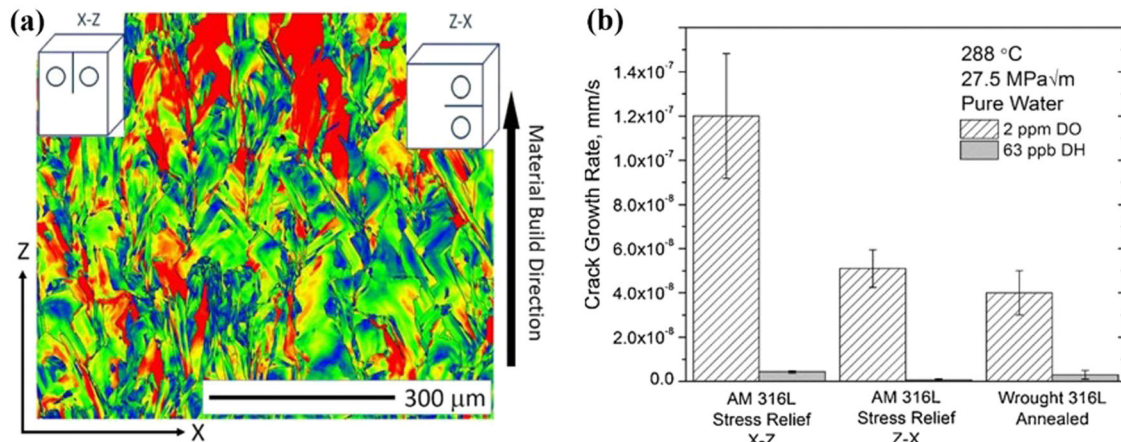 (a)
X-Z
Z-X
Material Build Direction
Z
X
300 µm
(b)
Crack Growth Rate, mm/s
1.4x10⁻⁷
1.2x10⁻⁷
1.0x10⁻⁷
8.0x10⁻⁸
6.0x10⁻⁸
4.0x10⁻⁸
2.0x10⁻⁸
0.0
288 °C
27.5 MPa√m
Pure Water
2 ppm DO
63 ppb DH
AM 316L
Stress Relief
X-Z
AM 316L
Stress Relief
Z-X
Wrought 316L
Annealed